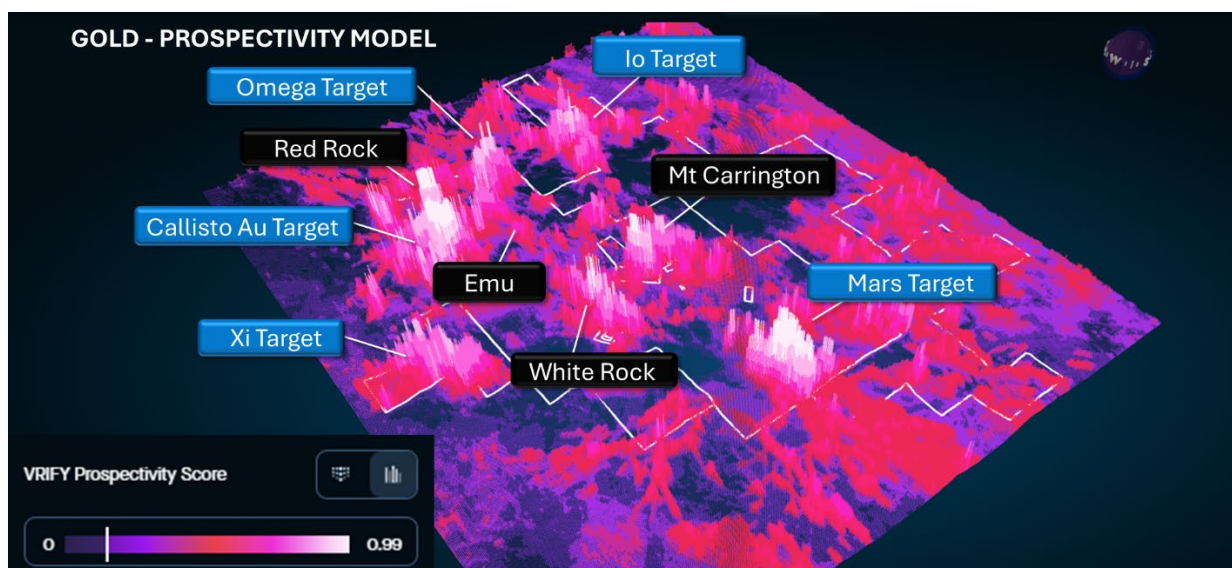 GOLD - PROSPECTIVITY MODEL
Io Target
Omega Target
Red Rock
Mt Carrington
Callisto Au Target
Emu
Mars Target
Xi Target
White Rock
VRIFY Prospectivity Score
0
0.99